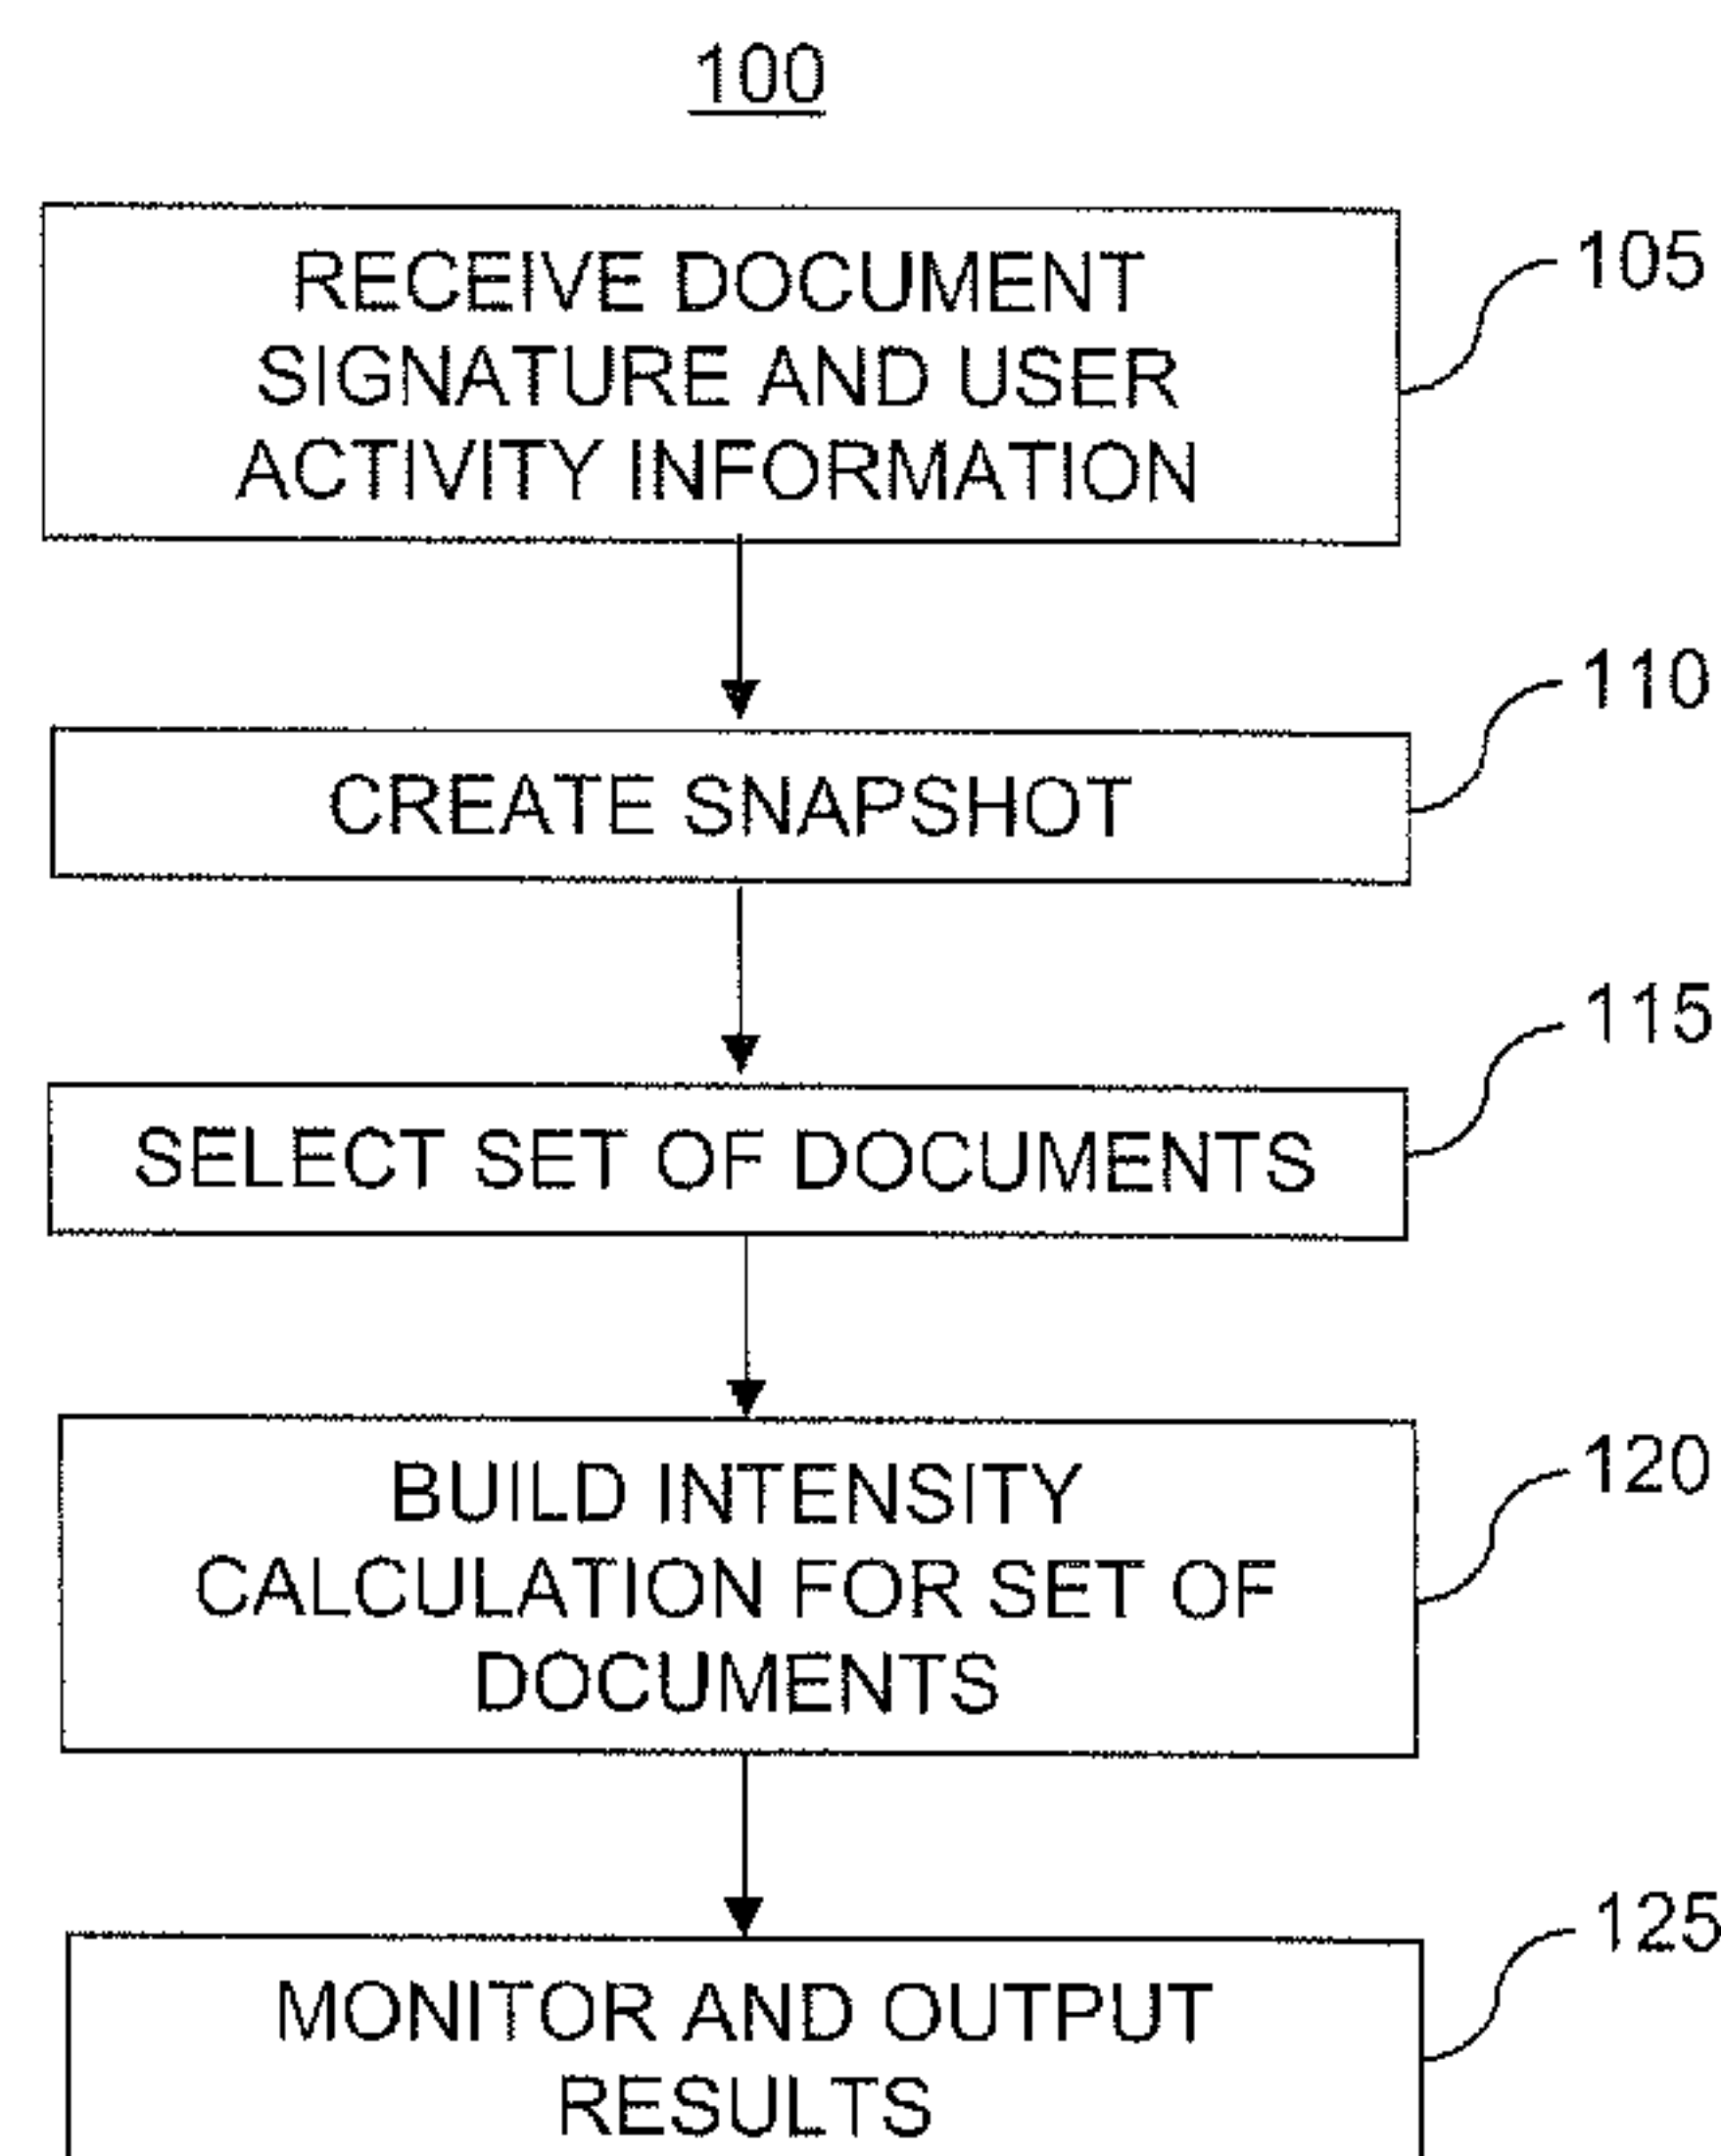 100
RECEIVE DOCUMENT
SIGNATURE AND USER
ACTIVITY INFORMATION
105
CREATE SNAPSHOT
110
SELECT SET OF DOCUMENTS
115
BUILD INTENSITY
CALCULATION FOR SET OF
DOCUMENTS
120
MONITOR AND OUTPUT
RESULTS
125